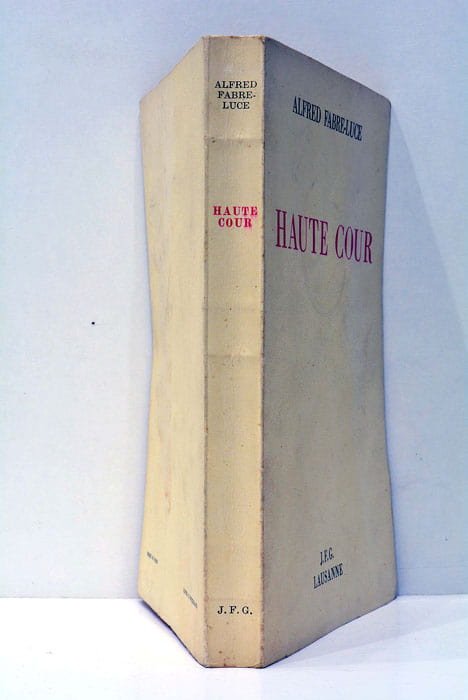 ALFRED
FABRE-
LUCE
HAUTE
COUR
J. F. G.
ALFRED FABRE-LUCE
HAUTE COUR
J.F.G.
LAUSANNE